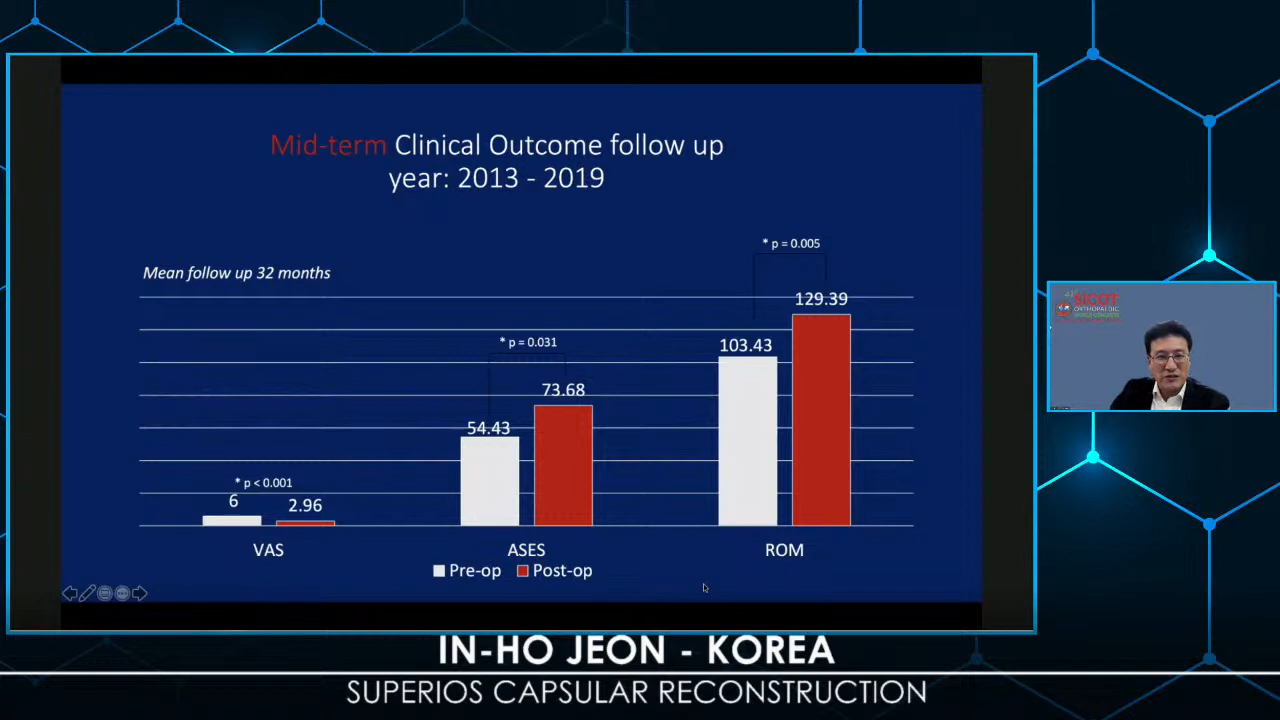 Mid-term Clinical Outcome follow up
year: 2013 - 2019
Mean follow up 32 months
* p = 0.005
129.39
103.43
* p = 0.031
73.68
54.43
* p < 0.001
6
2.96
VAS
ASES
ROM
Pre-op
Post-op
SICOT
ORTHOPAEDIC
IN-HO JEON - KOREA
SUPERIOS CAPSULAR RECONSTRUCTION